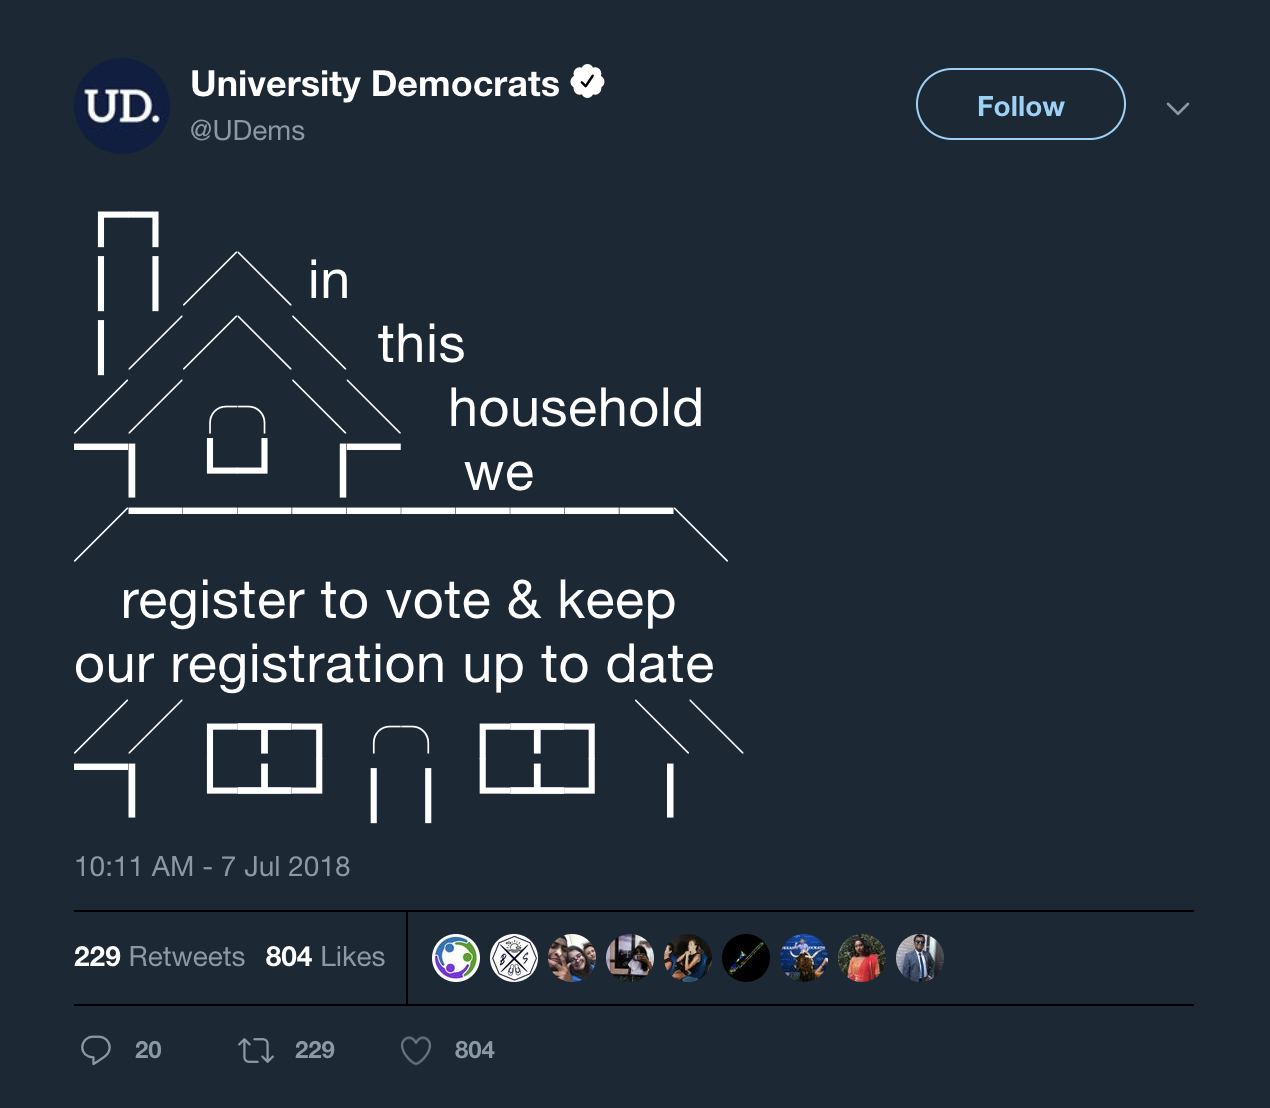 UD.
University Democrats
@UDems
Follow
in
this
household
we
register to vote & keep
our registration up to date
10:11 AM - 7 Jul 2018
229 Retweets 804 Likes
20 229 804